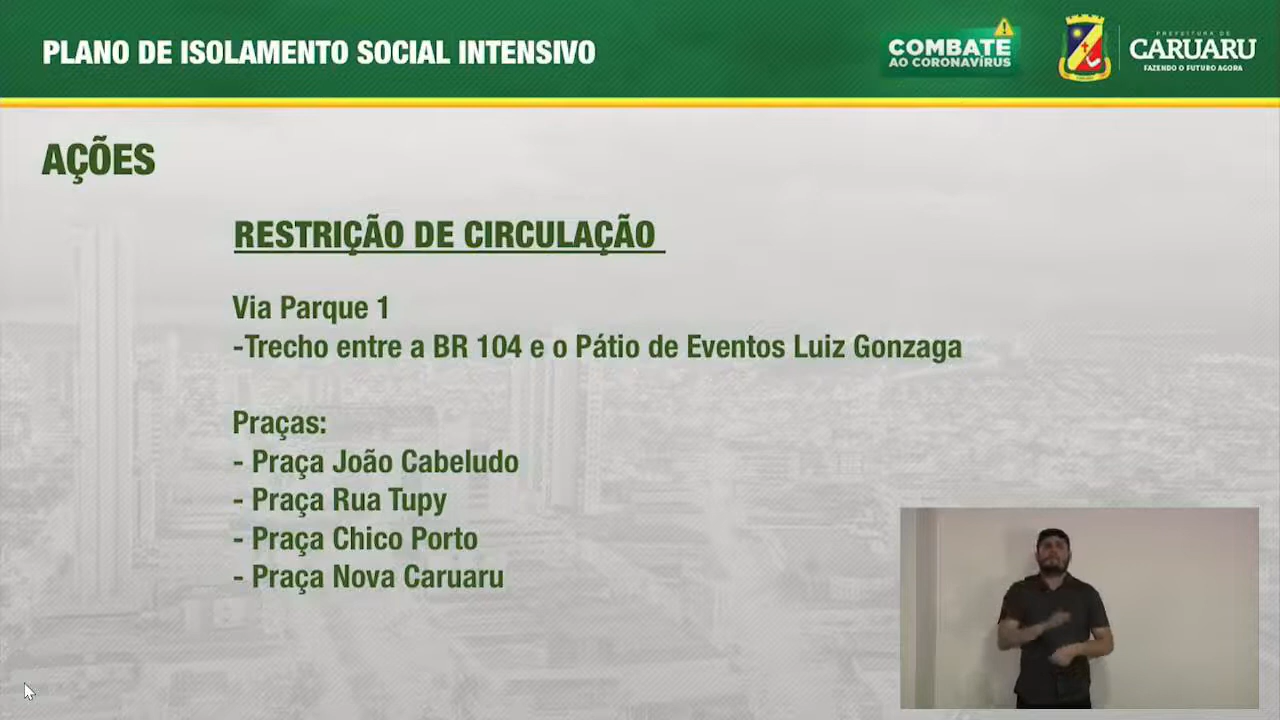 PLANO DE ISOLAMENTO SOCIAL INTENSIVO
COMBATE
AO CORONAVÍRUS
PREFEITURA DE
CARUARU
FAZENDO O FUTURO AGORA
AÇÕES
RESTRIÇÃO DE CIRCULAÇÃO
Via Parque 1
-Trecho entre a BR 104 e o Pátio de Eventos Luiz Gonzaga
Praças:
- Praça João Cabeludo
- Praça Rua Tupy
- Praça Chico Porto
- Praça Nova Caruaru